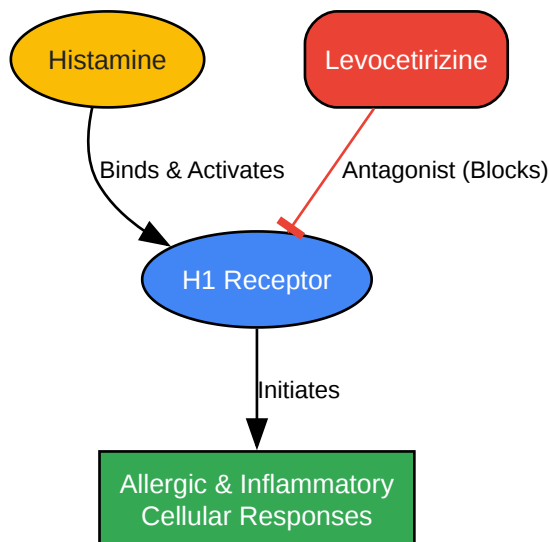 Histamine
Levocetirizine
Binds & Activates
Antagonist (Blocks)
H1 Receptor
Initiates
Allergic & Inflammatory
Cellular Responses